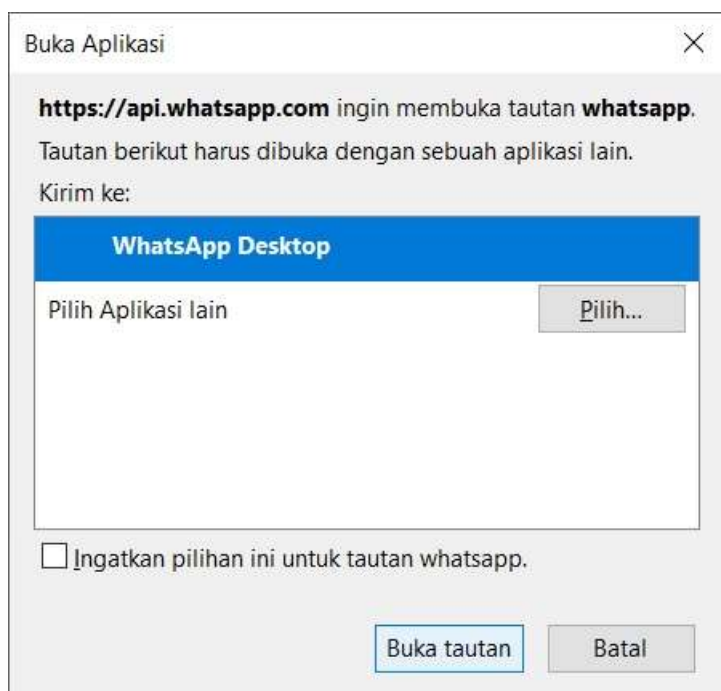 Buka Aplikasi
https://api.whatsapp.com ingin membuka tautan whatsapp.
Tautan berikut harus dibuka dengan sebuah aplikasi lain.
Kirim ke:
WhatsApp Desktop
Pilih Aplikasi lain
Pilih...
Ingatkan pilihan ini untuk tautan whatsapp.
Buka tautan
Batal